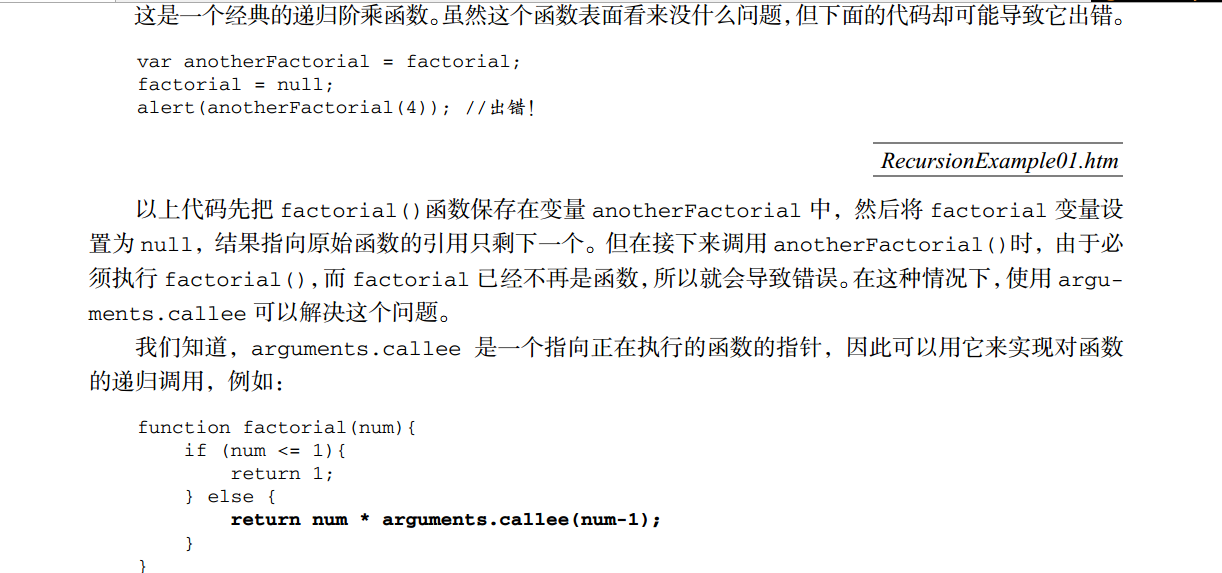 这是一个经典的递归阶乘函数。虽然这个函数表面看来没什么问题,但下面的代码却可能导致它出错。
var anotherFactorial = factorial;
factorial = null;
alert(anotherFactorial(4)); //出错!
RecursionExample01.htm
以上代码先把 factorial()函数保存在变量 anotherFactorial 中，然后将 factorial 变量设
置为 null，结果指向原始函数的引用只剩下一个。但在接下来调用 anotherFactorial()时，由于必
须执行 factorial(),而 factorial 已经不再是函数,所以就会导致错误。在这种情况下,使用 argu-
ments.callee 可以解决这个问题。
我们知道，arguments.callee 是一个指向正在执行的函数的指针，因此可以用它来实现对函数
的递归调用，例如：
function factorial(num){
    if (num <= 1){
        return 1;
    } else {
        return num * arguments.callee(num-1);
    }
}